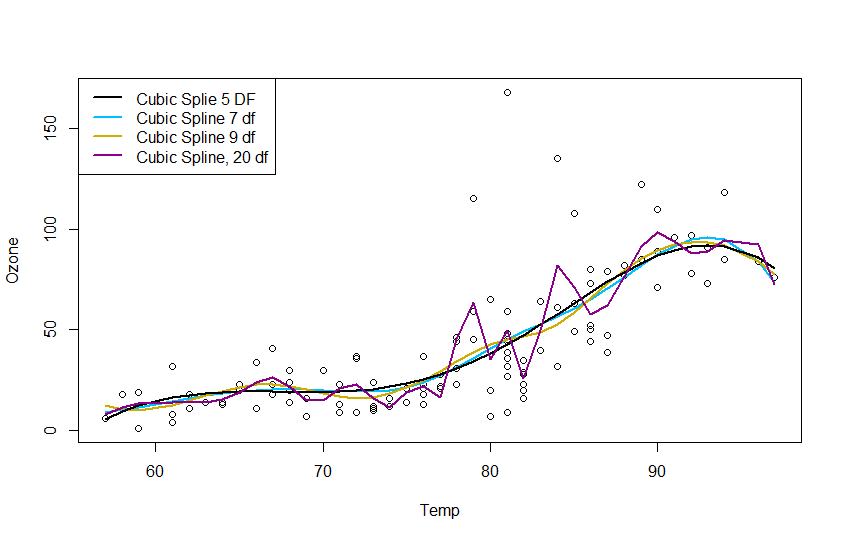 Cubic Splie 5 DF
Cubic Spline 7 df
Cubic Spline 9 df
Cubic Spline, 20 df
150
100
50
0
Ozone
60 70 80 90
Temp